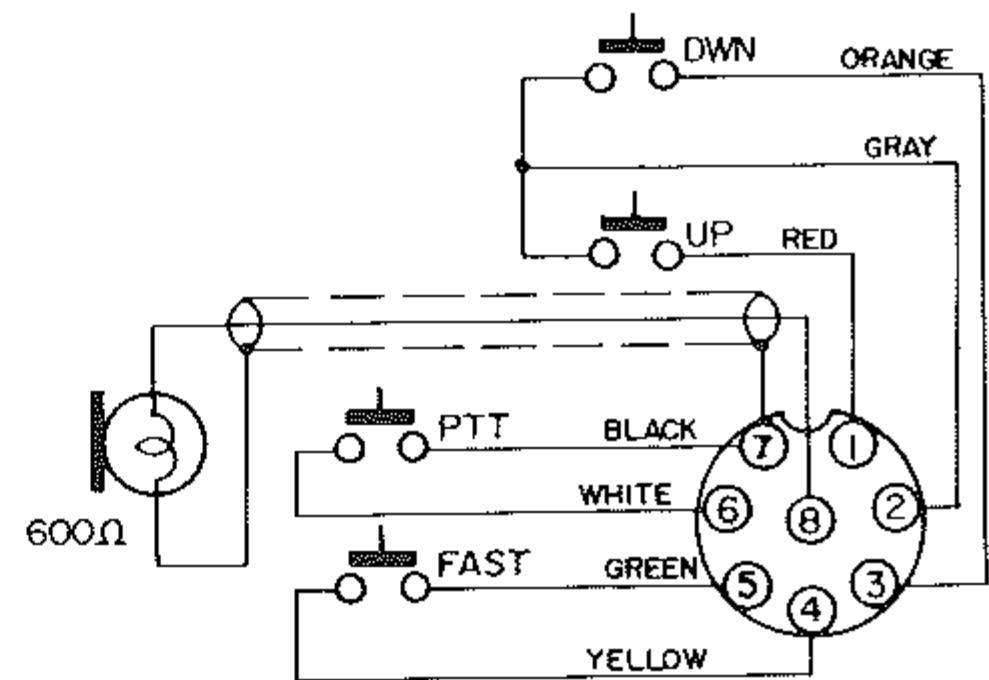 DWN
ORANGE
GRAY
UP
RED
PTT
BLACK
7
1
WHITE
6
8
2
600Ω
FAST
GREEN
5
4
3
YELLOW